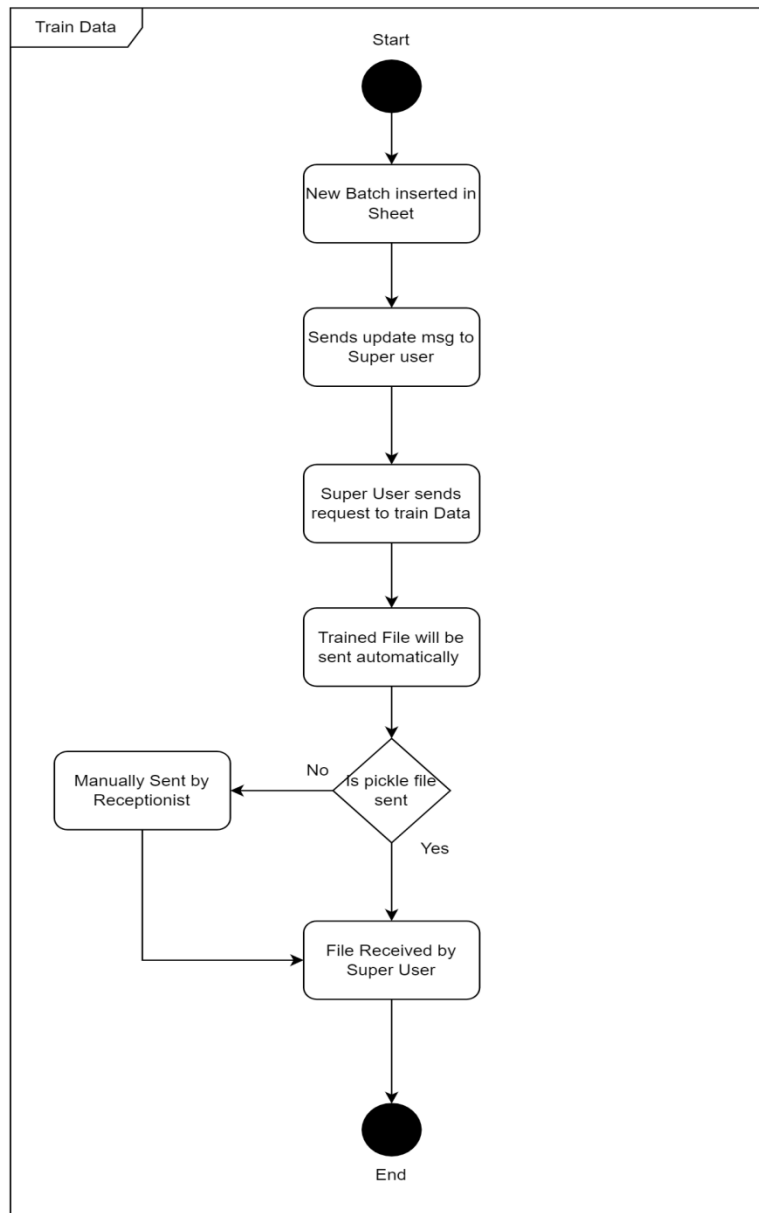 Train Data
Start
New Batch inserted in
Sheet
Sends update msg to
Super user
Super User sends
request to train Data
Trained File will be
sent automatically
Is pickle file
sent
No
Manually Sent by
Receptionist
Yes
File Received by
Super User
End